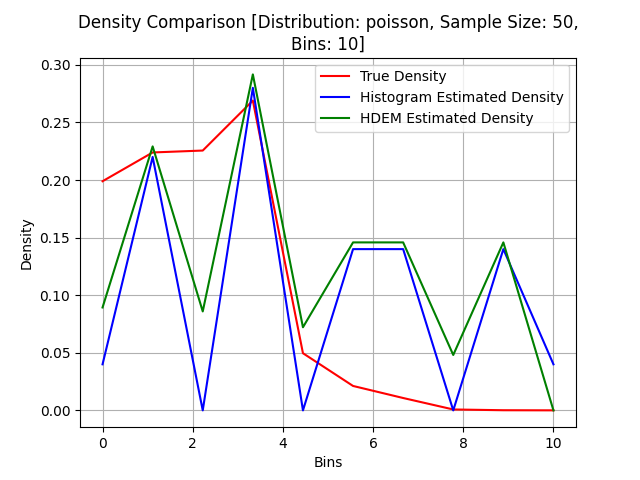 Density Comparison [Distribution: poisson, Sample Size: 50,
Bins: 10]
0.30
0.25
0.20
0.15
0.10
0.05
0.00
Density
True Density
Histogram Estimated Density
HDEM Estimated Density
0 2 4 6 8 10
Bins